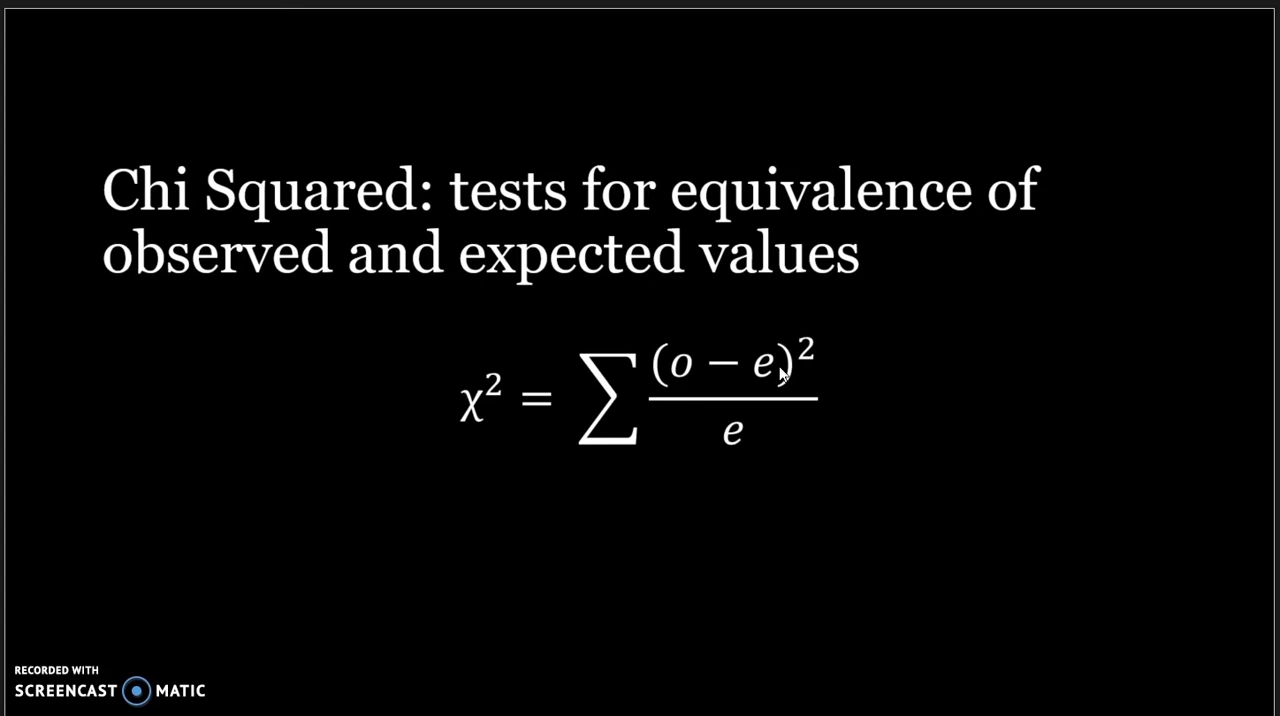 Chi Squared: tests for equivalence of
observed and expected values
χ² = ∑ (o − e)² / e
RECORDED WITH
SCREENCAST MATIC